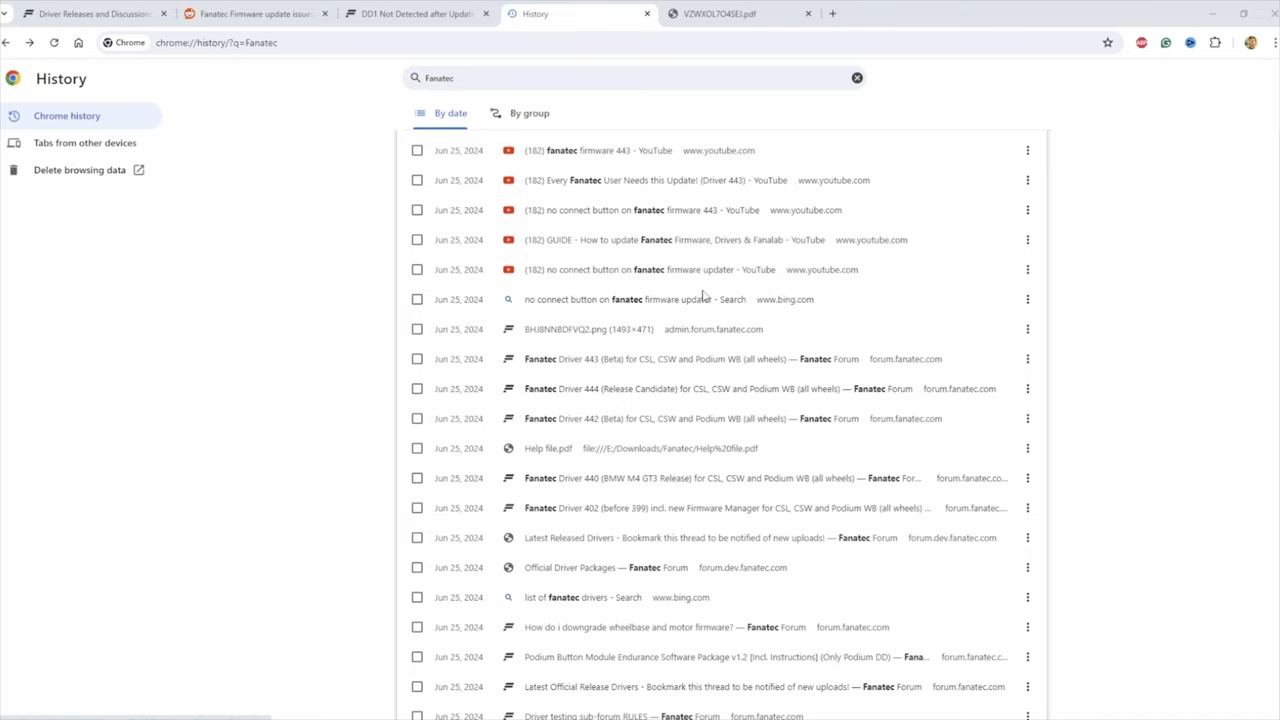 Driver Releases and Discussion
Fanatec Firmware update issue
DD1 Not Detected after Update
History
VZWXOL7O4SEJ.pdf
Chrome
chrome://history/?q=Fanatec
History
Fanatec
Chrome history
By date
By group
Tabs from other devices
Delete browsing data
Jun 25, 2024 (182) fanatec firmware 443 - YouTube www.youtube.com
Jun 25, 2024 (182) Every Fanatec User Needs this Update! (Driver 443) - YouTube www.youtube.com
Jun 25, 2024 (182) no connect button on fanatec firmware 443 - YouTube www.youtube.com
Jun 25, 2024 (182) GUIDE - How to update Fanatec Firmware, Drivers & Fanalab - YouTube www.youtube.com
Jun 25, 2024 (182) no connect button on fanatec firmware updater - YouTube www.youtube.com
Jun 25, 2024 no connect button on fanatec firmware updater - Search www.bing.com
Jun 25, 2024 BHJ8NNBDFVQ2.png (1493×471) admin.forum.fanatec.com
Jun 25, 2024 Fanatec Driver 443 (Beta) for CSL, CSW and Podium WB (all wheels) — Fanatec Forum forum.fanatec.com
Jun 25, 2024 Fanatec Driver 444 (Release Candidate) for CSL, CSW and Podium WB (all wheels) — Fanatec Forum forum.fanatec.com
Jun 25, 2024 Fanatec Driver 442 (Beta) for CSL, CSW and Podium WB (all wheels) — Fanatec Forum forum.fanatec.com
Jun 25, 2024 Help file.pdf file:///E:/Downloads/Fanatec/Help%20file.pdf
Jun 25, 2024 Fanatec Driver 440 (BMW M4 GT3 Release) for CSL, CSW and Podium WB (all wheels) — Fanatec For... forum.fanatec.co...
Jun 25, 2024 Fanatec Driver 402 (before 399) incl. new Firmware Manager for CSL, CSW and Podium WB (all wheels) ... forum.fanatec....
Jun 25, 2024 Latest Released Drivers - Bookmark this thread to be notified of new uploads! — Fanatec Forum forum.dev.fanatec.com
Jun 25, 2024 Official Driver Packages — Fanatec Forum forum.dev.fanatec.com
Jun 25, 2024 list of fanatec drivers - Search www.bing.com
Jun 25, 2024 How do i downgrade wheelbase and motor firmware? — Fanatec Forum forum.fanatec.com
Jun 25, 2024 Podium Button Module Endurance Software Package v1.2 [Incl. Instructions] (Only Podium DD) — Fana... forum.fanatec.c...
Jun 25, 2024 Latest Official Release Drivers - Bookmark this thread to be notified of new uploads! — Fanatec Forum forum.fanatec.com
Jun 25, 2024 Driver testing sub-forum RULES — Fanatec Forum forum.fanatec.com